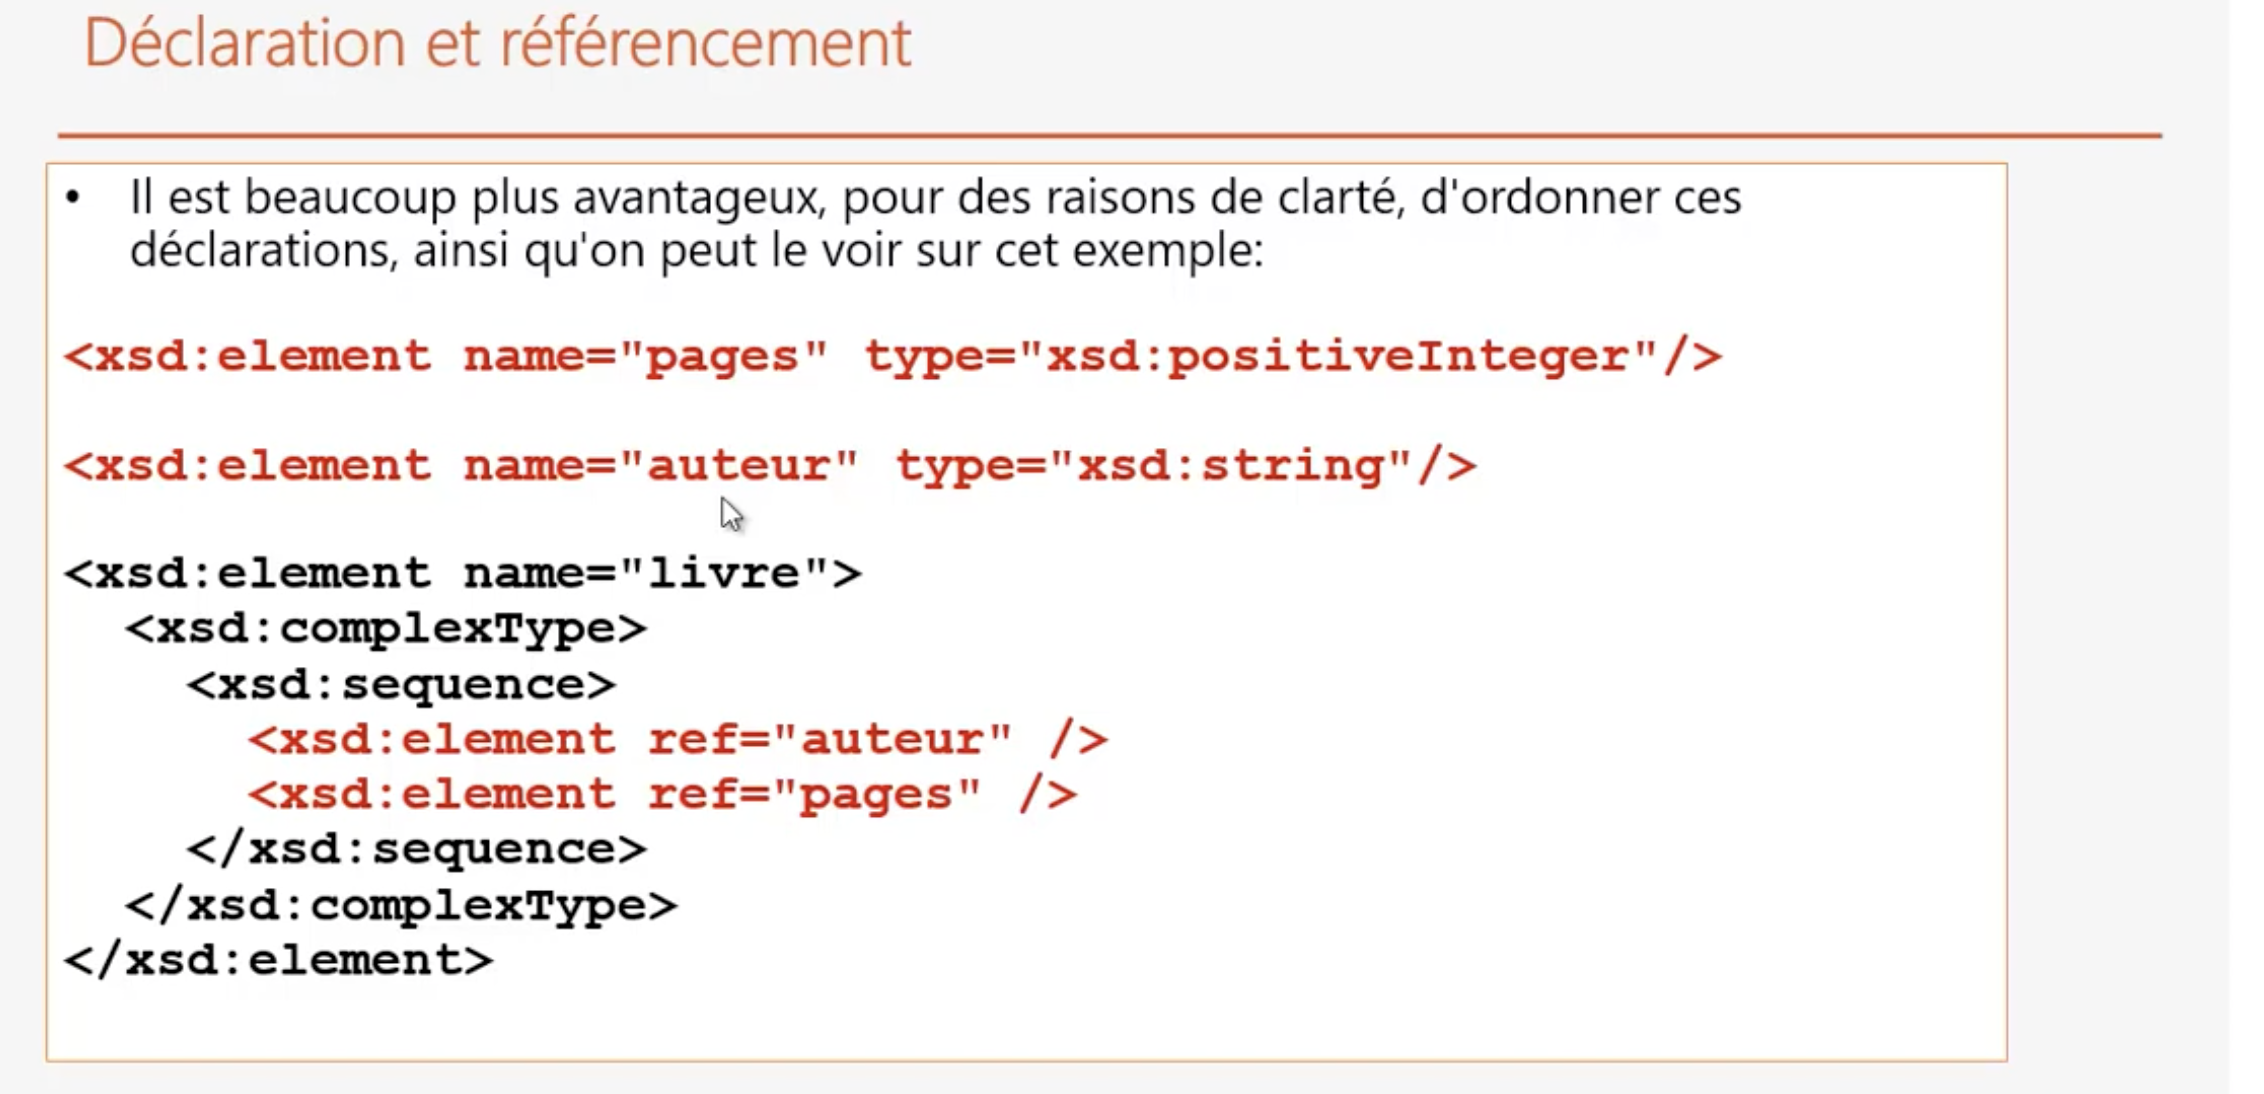 Déclaration et référencement
• Il est beaucoup plus avantageux, pour des raisons de clarté, d'ordonner ces
déclarations, ainsi qu'on peut le voir sur cet exemple:
<xsd:element name="pages" type="xsd:positiveInteger"/>
<xsd:element name="auteur" type="xsd:string"/>
<xsd:element name="livre">
<xsd:complexType>
<xsd:sequence>
<xsd:element ref="auteur" />
<xsd:element ref="pages" />
</xsd:sequence>
</xsd:complexType>
</xsd:element>